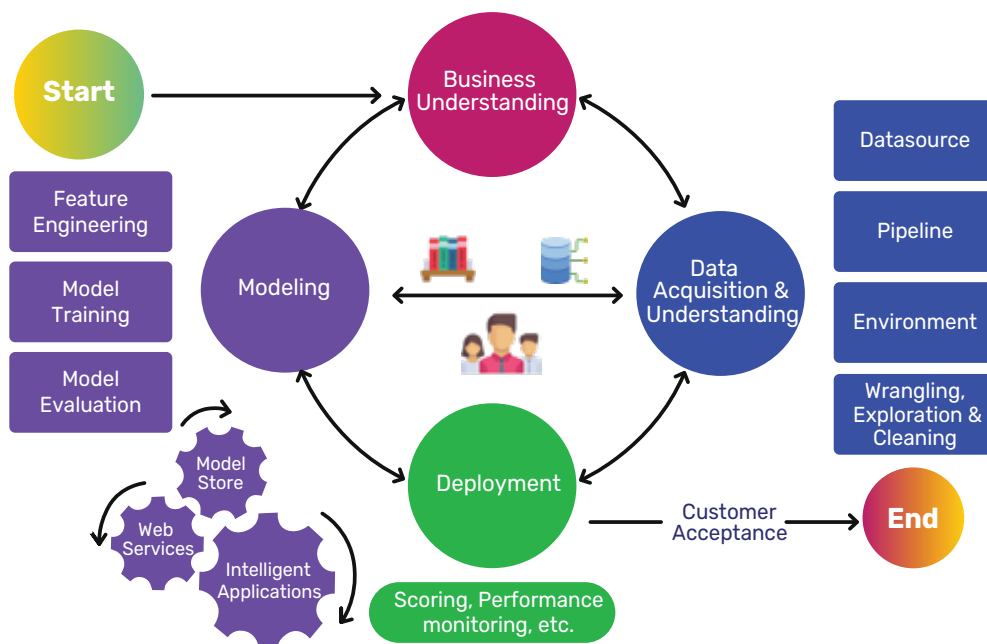 Start
Business
Understanding
Datasource
Feature
Engineering
Pipeline
Modeling
Data
Acquisition &
Understanding
Model
Training
Environment
Model
Evaluation
Wrangling,
Exploration &
Cleaning
Model
Store
Deployment
Web
Services
Customer
Acceptance
End
Intelligent
Applications
Scoring, Performance
monitoring, etc.